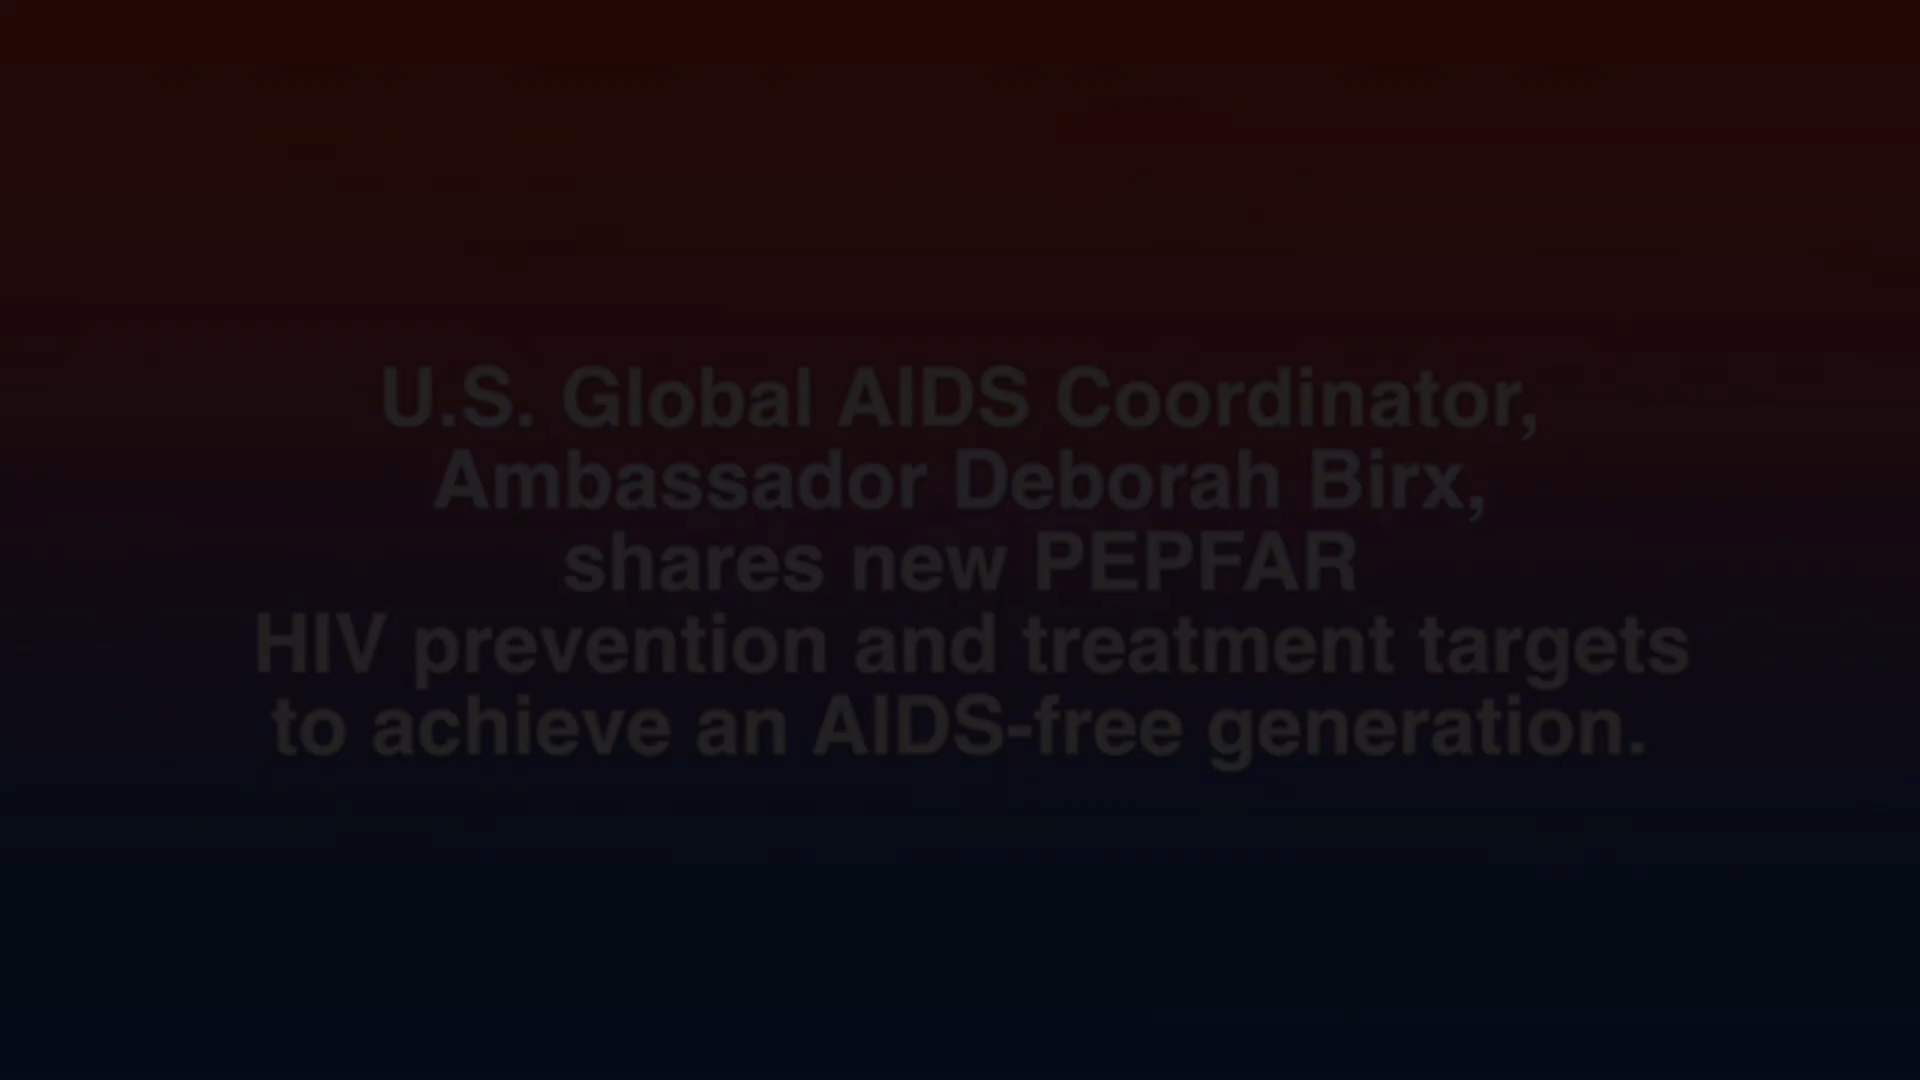 U.S. Global AIDS Coordinator,
Ambassador Deborah Birx,
shares new PEPFAR
HIV prevention and treatment targets
to achieve an AIDS-free generation.